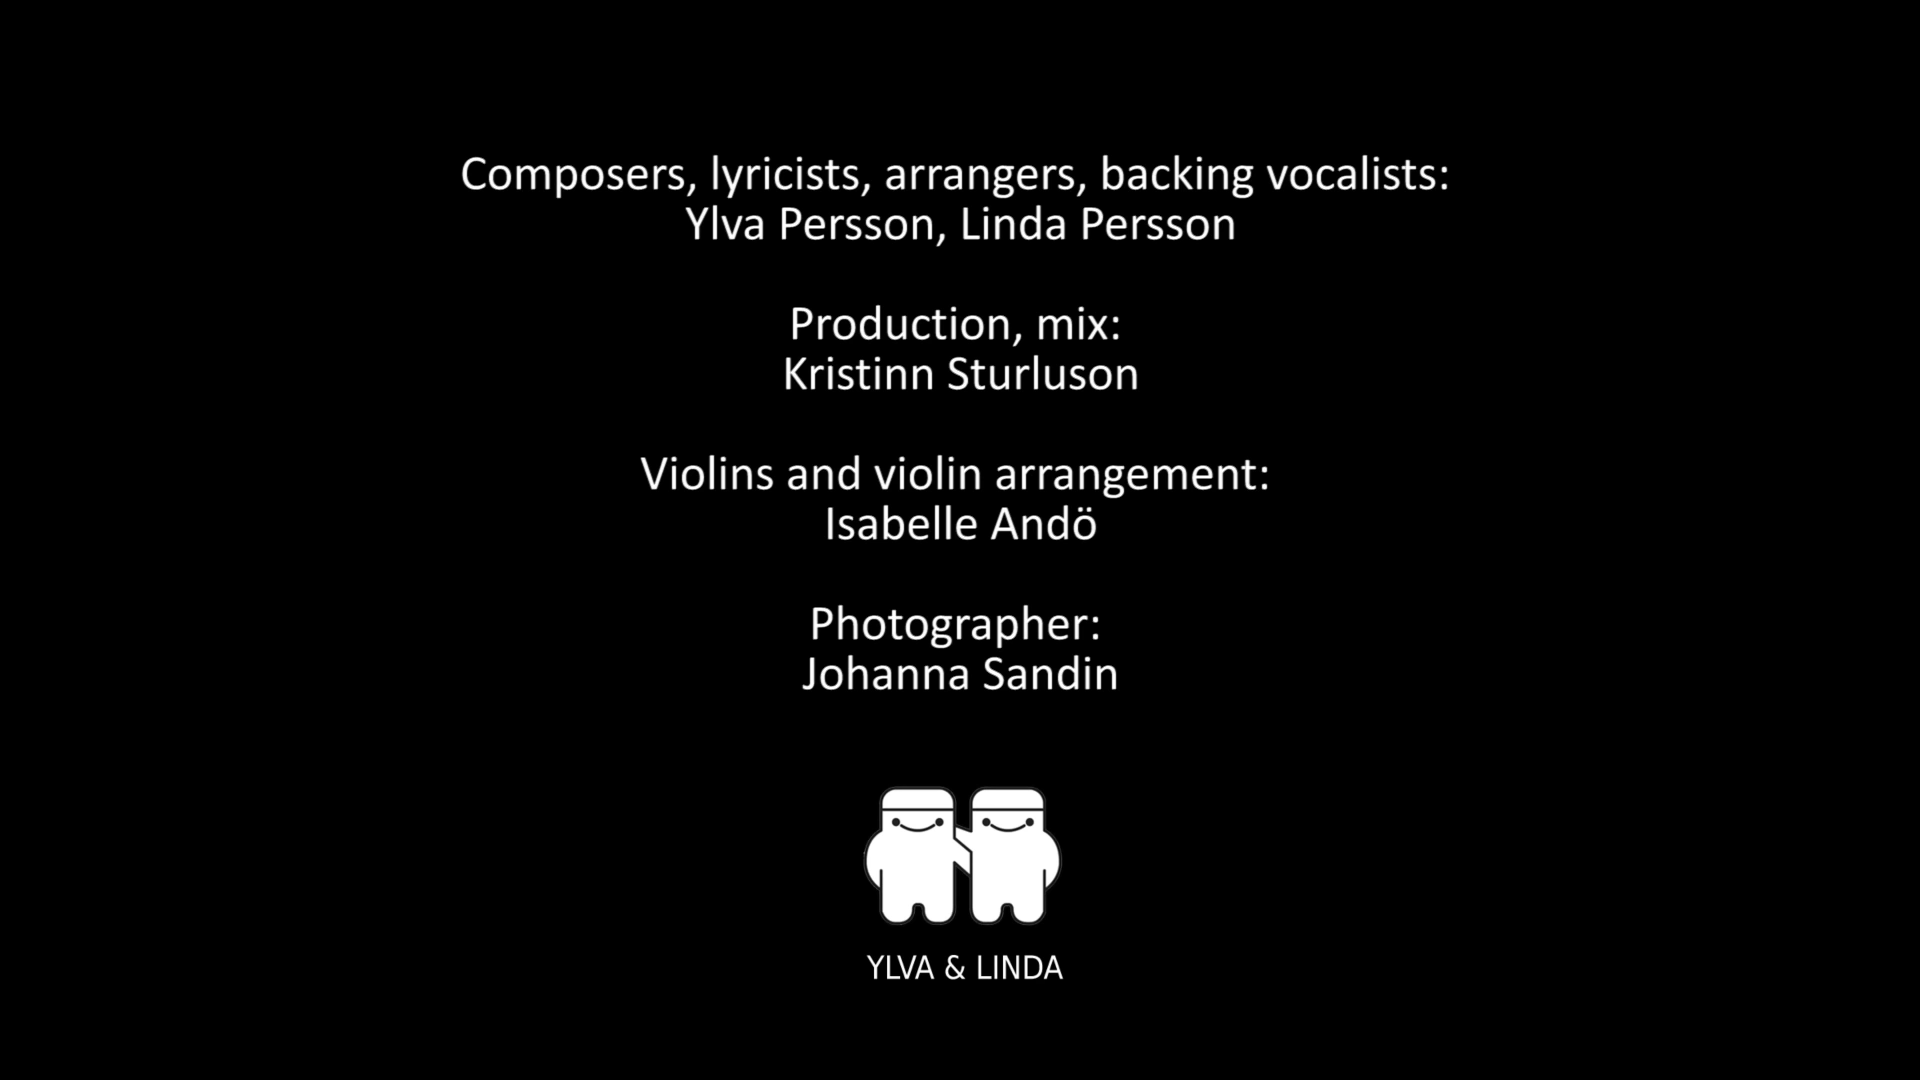 Composers, lyricists, arrangers, backing vocalists:
Ylva Persson, Linda Persson
Production, mix:
Kristinn Sturluson
Violins and violin arrangement:
Isabelle Andö
Photographer:
Johanna Sandin
YLVA & LINDA